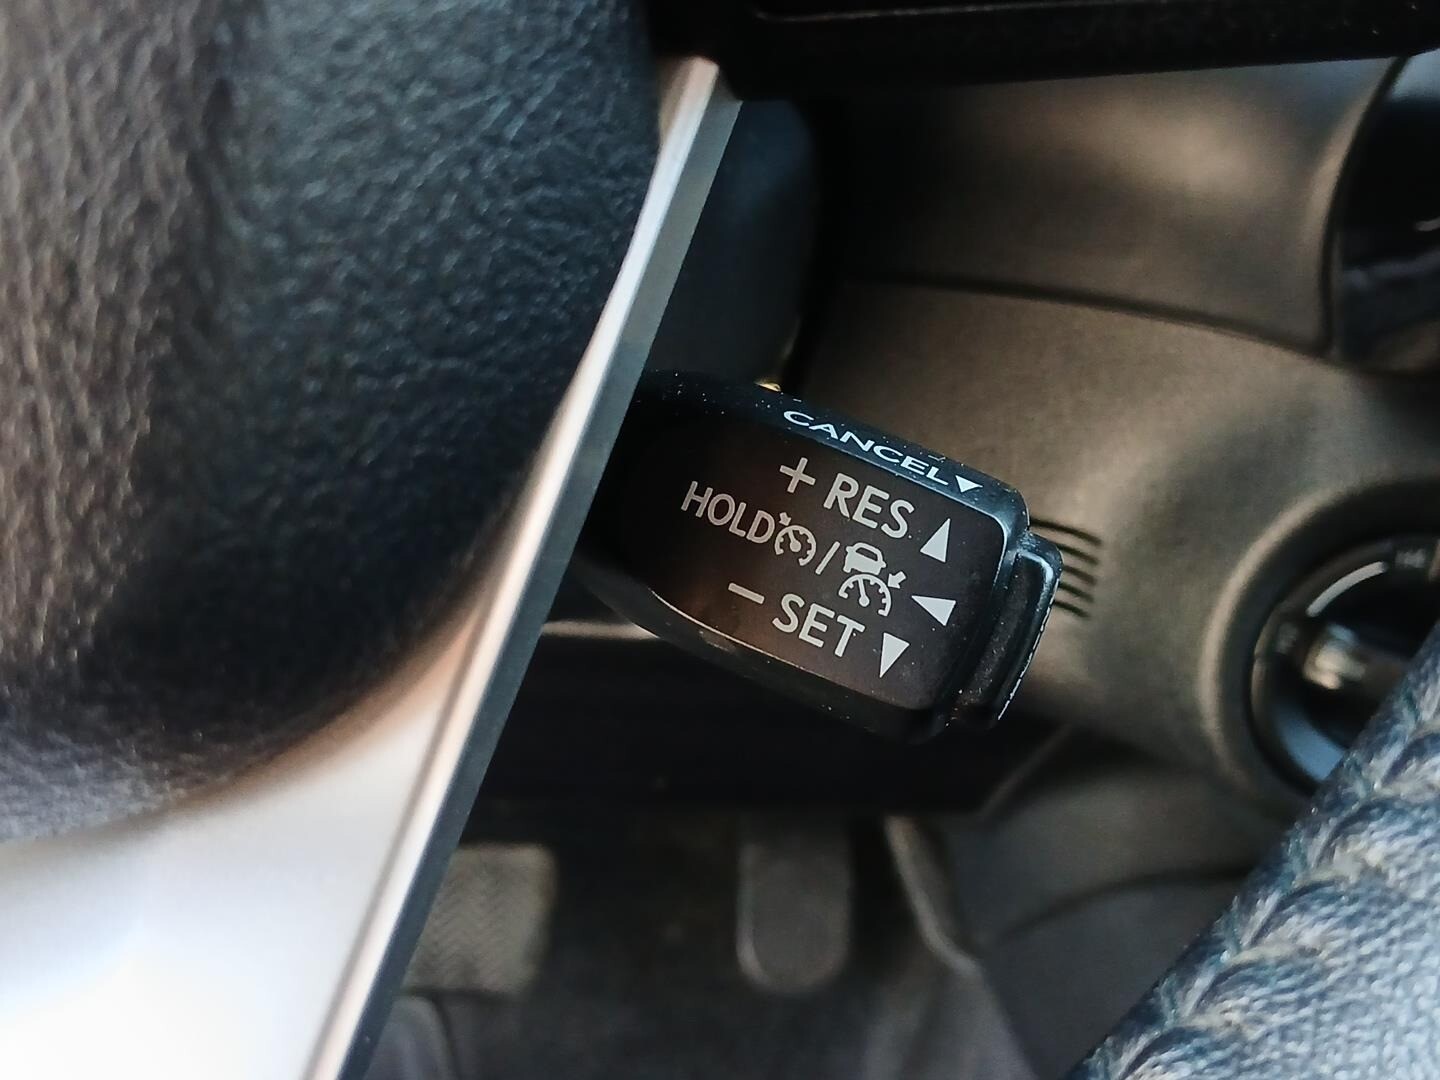 CANCEL▼
+ RES ▲
HOLD / ◀
− SET ▼